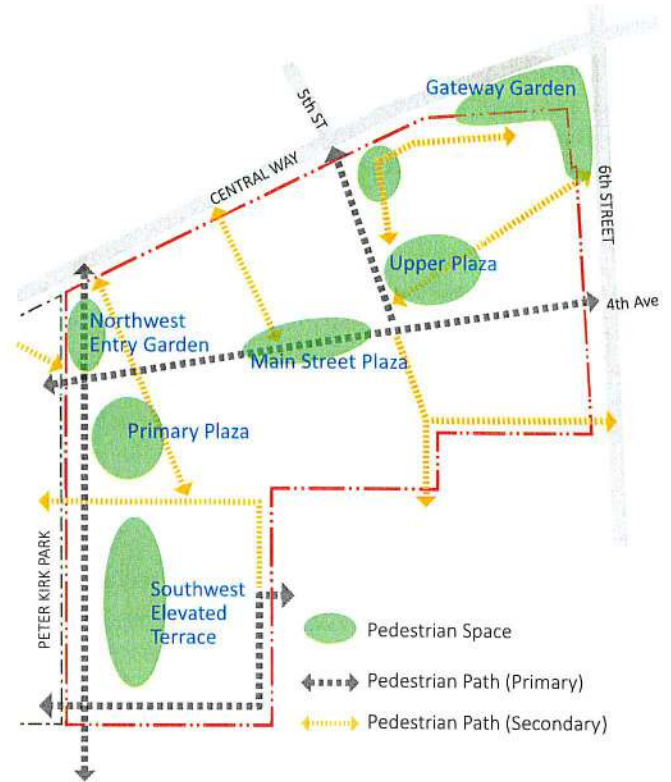 Gateway Garden
5th ST
CENTRAL WAY
6th STREET
Upper Plaza
4th Ave
Northwest
Entry Garden
Main Street Plaza
Primary Plaza
PETER KIRK PARK
Southwest
Elevated
Terrace
Pedestrian Space
Pedestrian Path (Primary)
Pedestrian Path (Secondary)